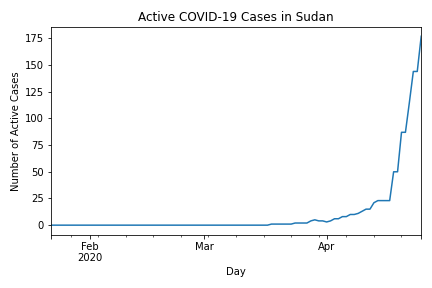 Active COVID-19 Cases in Sudan
175
150
125
100
75
50
25
0
Number of Active Cases
Feb
2020
Mar
Apr
Day